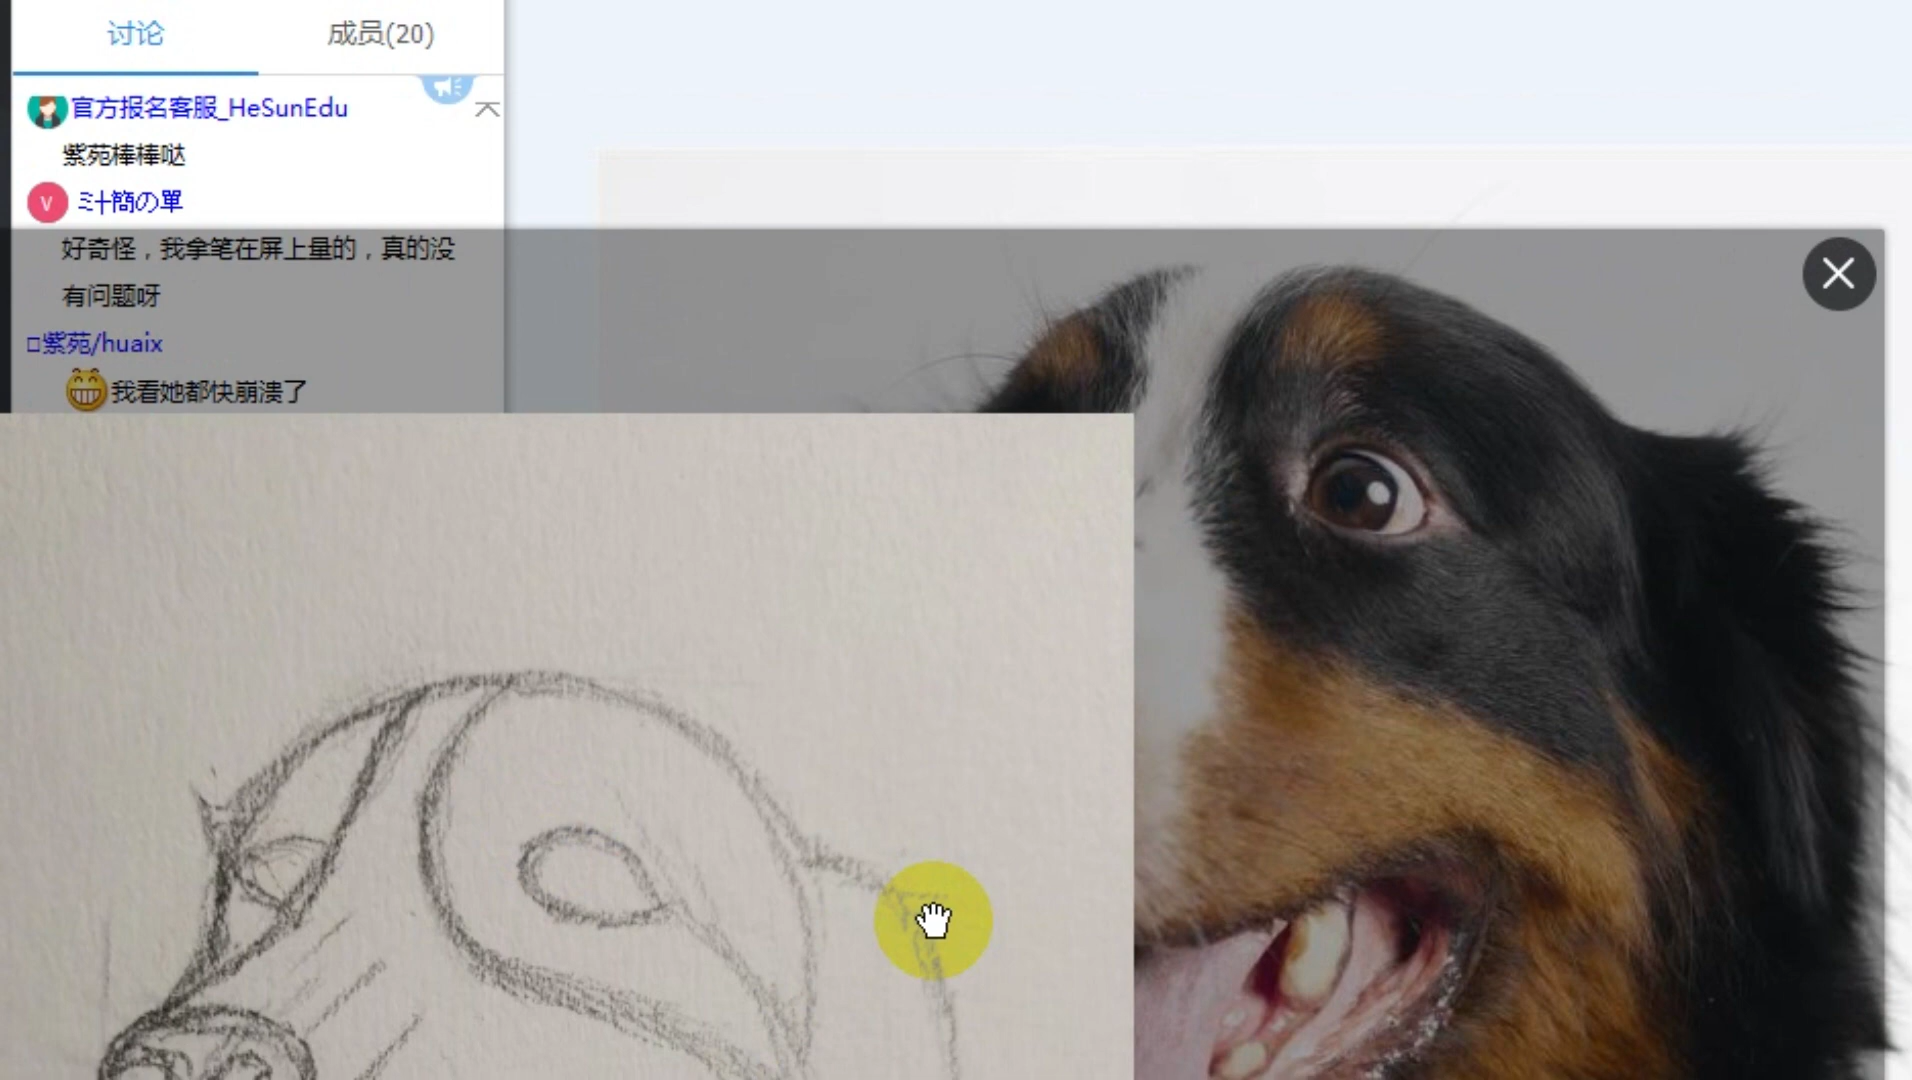 讨论
成员(20)
官方报名客服_HeSunEdu
紫苑棒棒哒
V
ミ十簡の單
好奇怪，我拿笔在屏上量的，真的没
有问题呀
□紫苑/huaix
我看她都快崩溃了